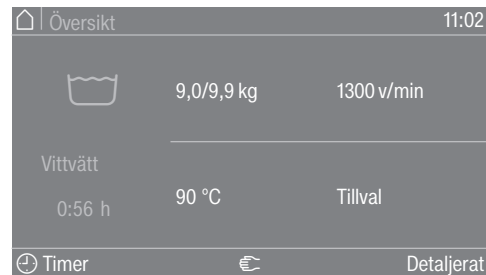 Översikt 11:02
9,0/9,9 kg 1300 v/min
Vittvätt
0:56 h
90 °C Tillval
Timer Detaljerat